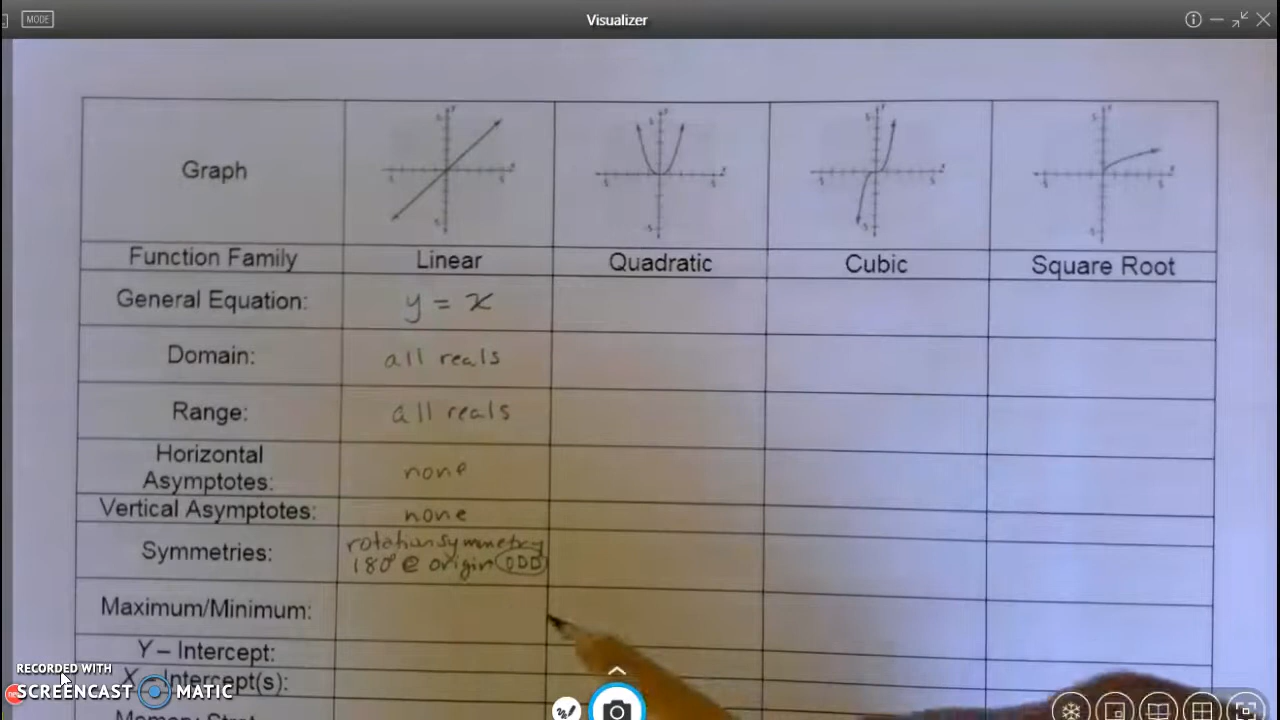 MODE
Visualizer
Graph
Function Family
Linear
Quadratic
Cubic
Square Root
General Equation:
y = x
Domain:
all reals
Range:
all reals
Horizontal
Asymptotes:
none
Vertical Asymptotes:
none
Symmetries:
rotation symmetry
180° @ origin ODD
Maximum/Minimum:
Y – Intercept:
X – Intercept(s):
RECORDED WITH
SCREENCAST MATIC